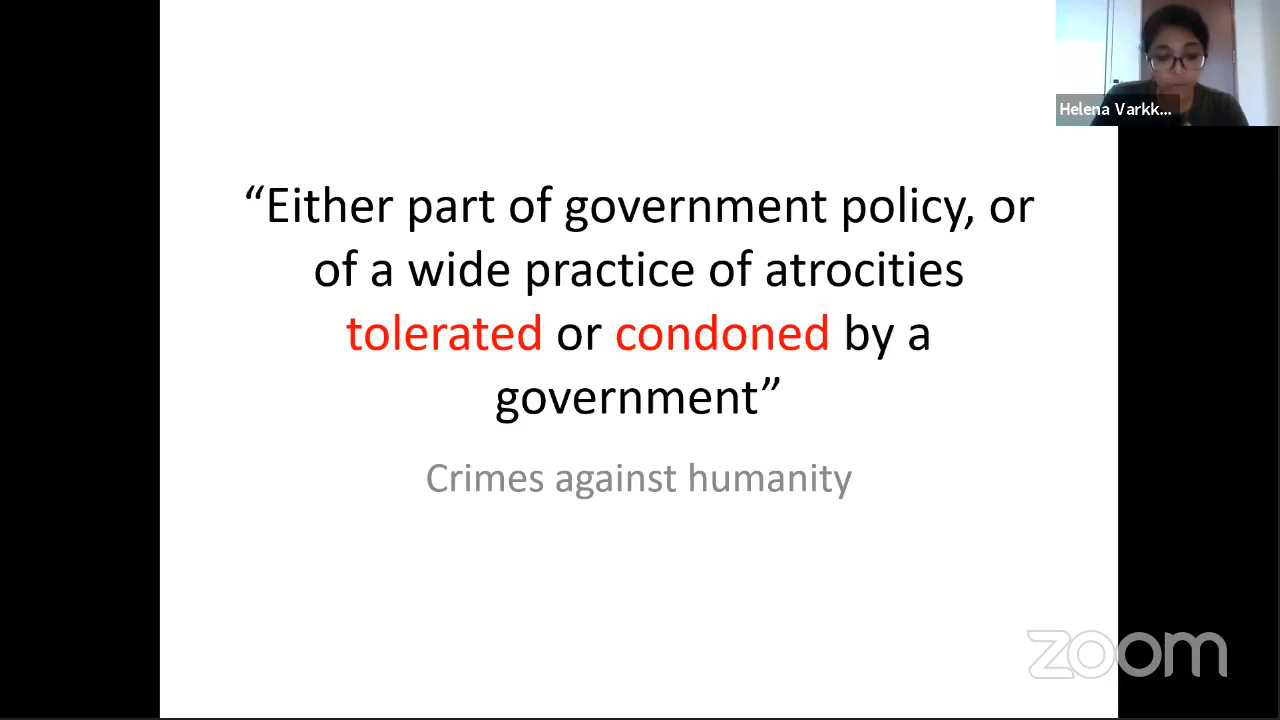 Helena Varkk...
“Either part of government policy, or
of a wide practice of atrocities
tolerated or condoned by a
government”
Crimes against humanity
zoom